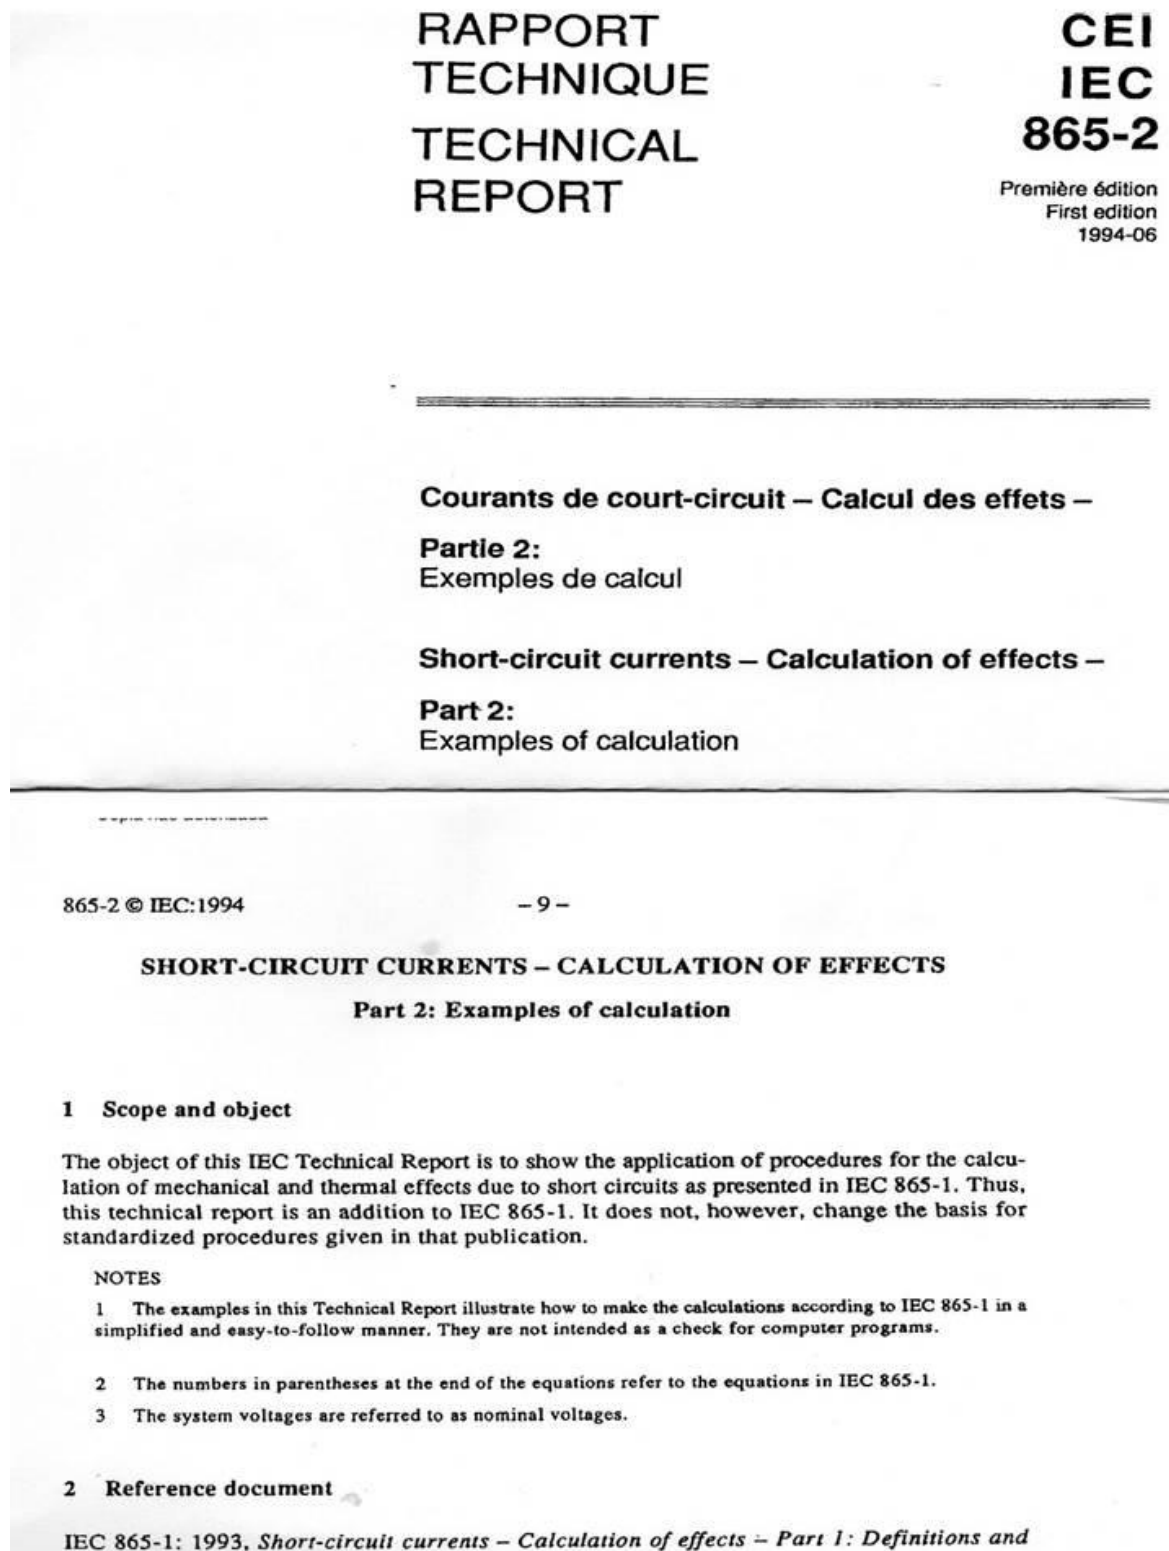 RAPPORT
TECHNIQUE
TECHNICAL
REPORT
CEI
IEC
865-2
Première édition
First edition
1994-06
Courants de court-circuit – Calcul des effets –
Partie 2:
Exemples de calcul
Short-circuit currents – Calculation of effects –
Part 2:
Examples of calculation
865-2 © IEC:1994
– 9 –
SHORT-CIRCUIT CURRENTS – CALCULATION OF EFFECTS
Part 2: Examples of calculation
1 Scope and object
The object of this IEC Technical Report is to show the application of procedures for the calcu-
lation of mechanical and thermal effects due to short circuits as presented in IEC 865-1. Thus,
this technical report is an addition to IEC 865-1. It does not, however, change the basis for
standardized procedures given in that publication.
NOTES
1 The examples in this Technical Report illustrate how to make the calculations according to IEC 865-1 in a
simplified and easy-to-follow manner. They are not intended as a check for computer programs.
2 The numbers in parentheses at the end of the equations refer to the equations in IEC 865-1.
3 The system voltages are referred to as nominal voltages.
2 Reference document
IEC 865-1: 1993, Short-circuit currents – Calculation of effects – Part 1: Definitions and